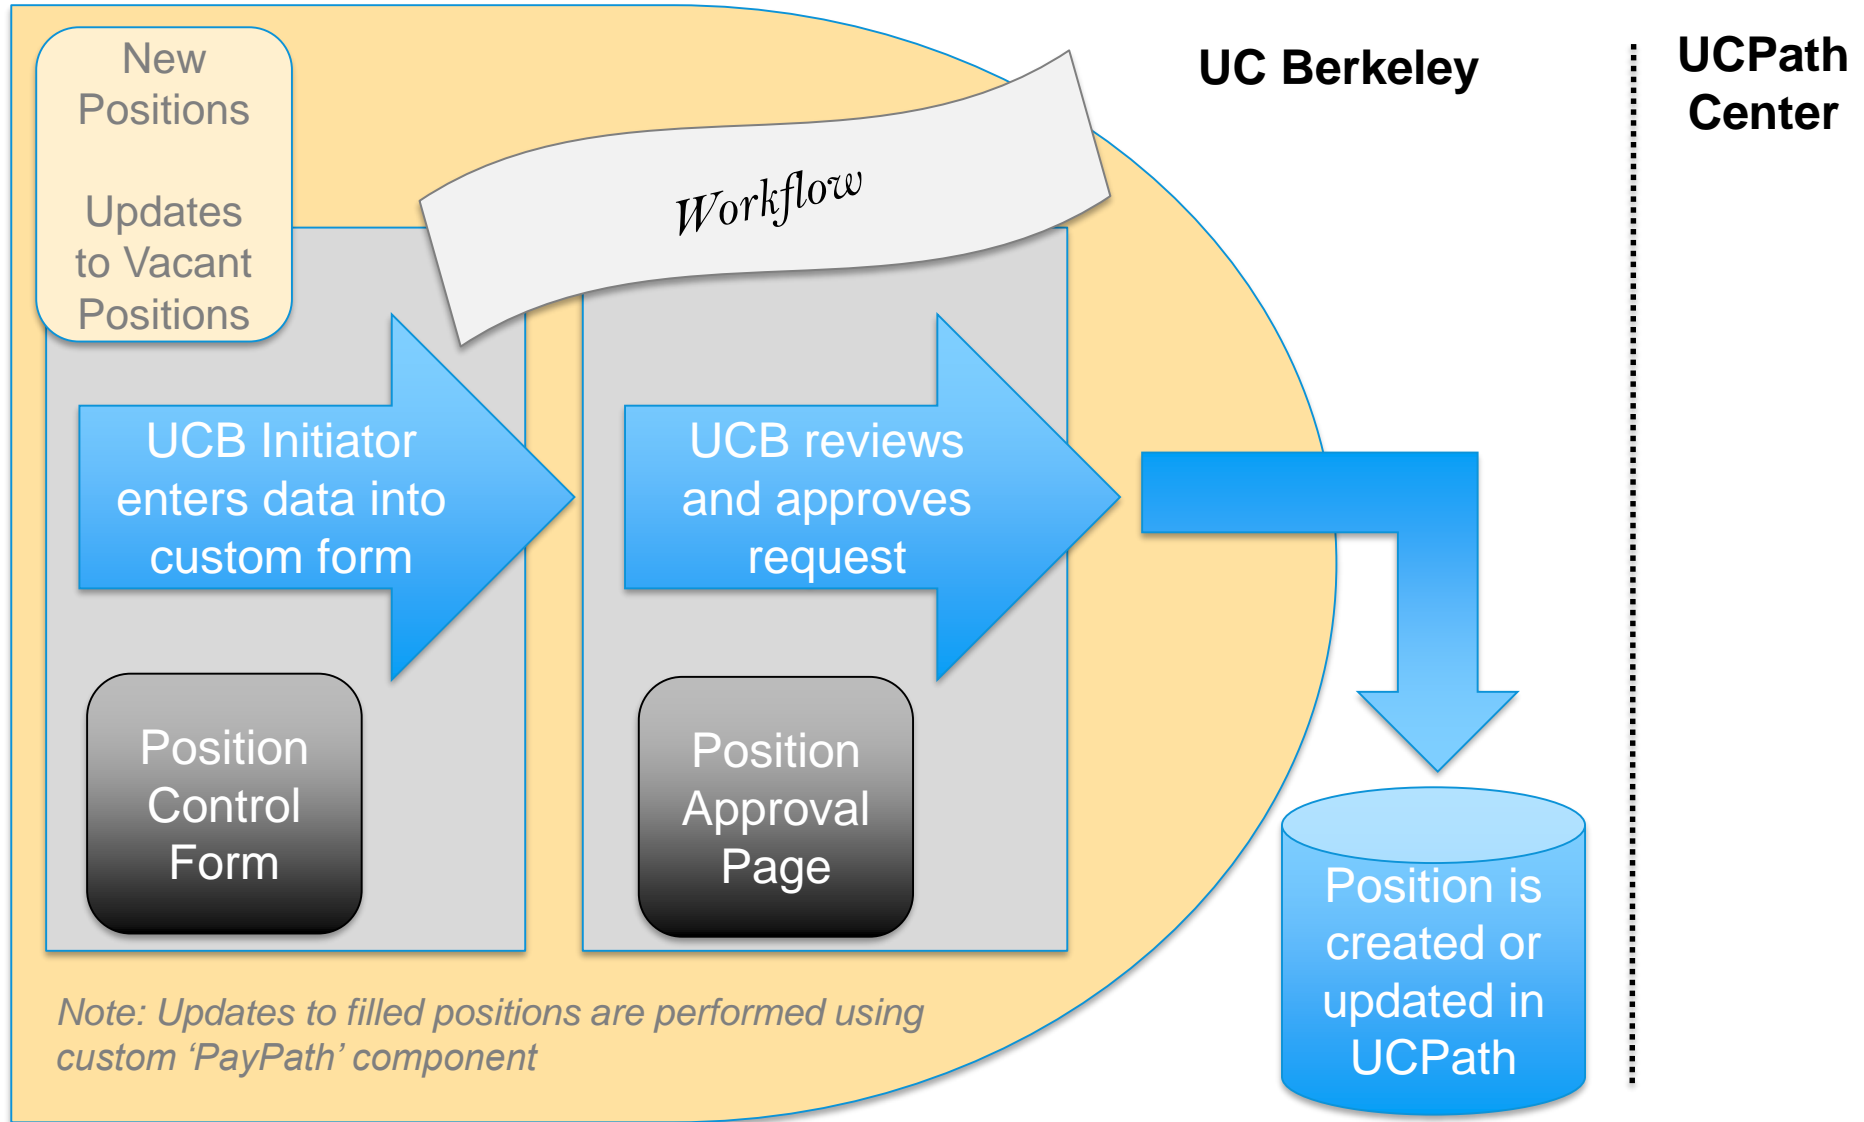 New
Positions
Updates
to Vacant
Positions
Workflow
UC Berkeley
UCPath
Center
UCB Initiator
enters data into
custom form
UCB reviews
and approves
request
Position
Control
Form
Position
Approval
Page
Position is
created or
updated in
UCPath
Note: Updates to filled positions are performed using
custom ‘PayPath’ component